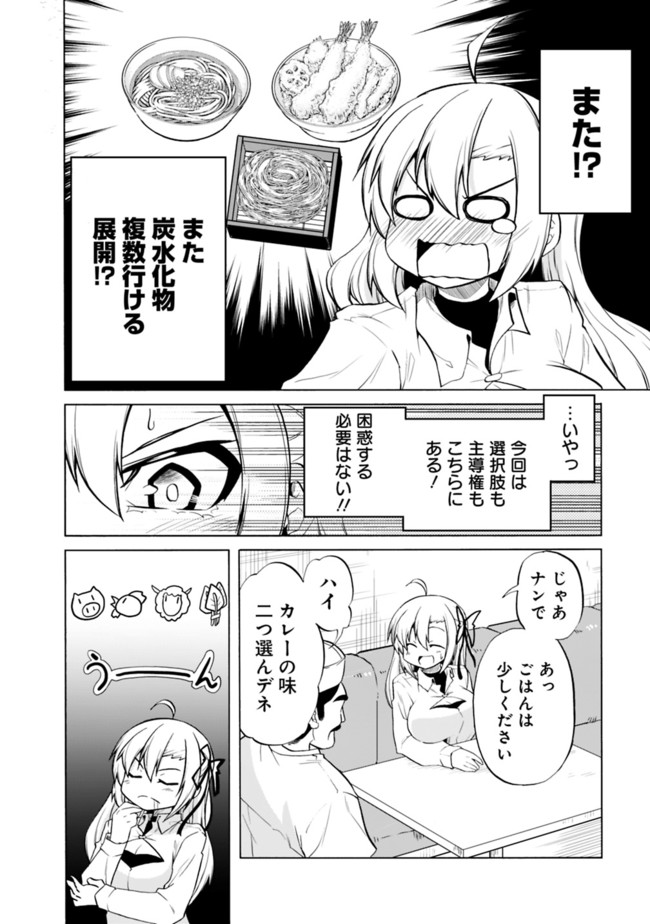 また!?
また
炭水化物
複数行ける
展開!?
…いやっ
今回は
選択肢も
主導権も
こちらに
ある!
困惑する
必要はない!!
じゃあ
ナンで
あっ
ごはんは
少しください
ハイ
カレーの味
二つ選んデネ
うーーん